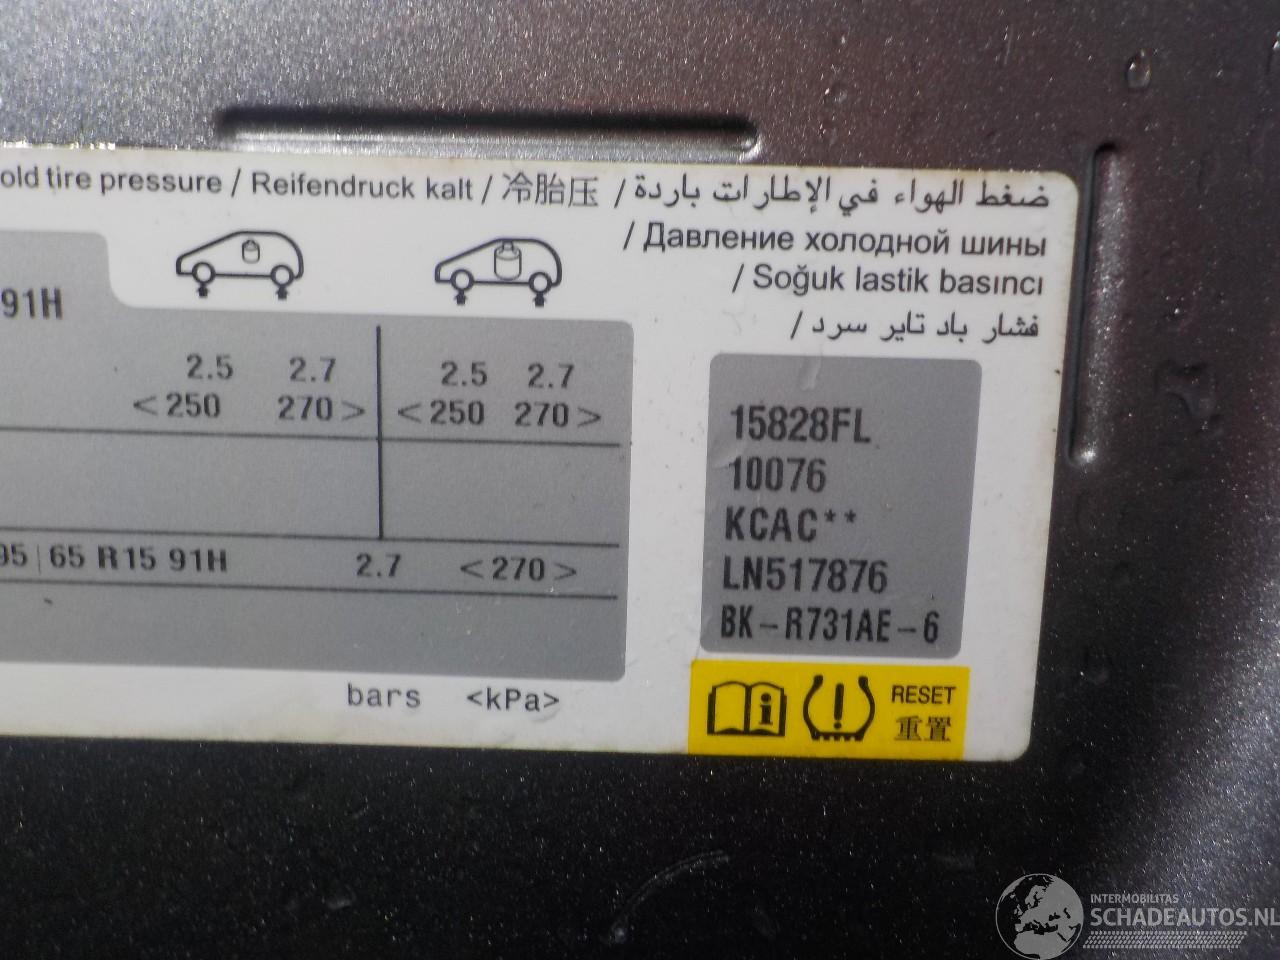 old tire pressure / Reifendruck kalt / 冷胎压 / ضغط الهواء في الإطارات باردة
/ Давление холодной шины
/ Soğuk lastik basıncı
/ فشار باد تایر سرد
91H
2.5 2.7 2.5 2.7
<250 270> <250 270>
95 | 65 R15 91H 2.7 <270>
bars <kPa>
15828FL
10076
KCAC**
LN517876
BK-R731AE-6
RESET
重置
INTERMOBILITAS
SCHADEAUTOS.NL